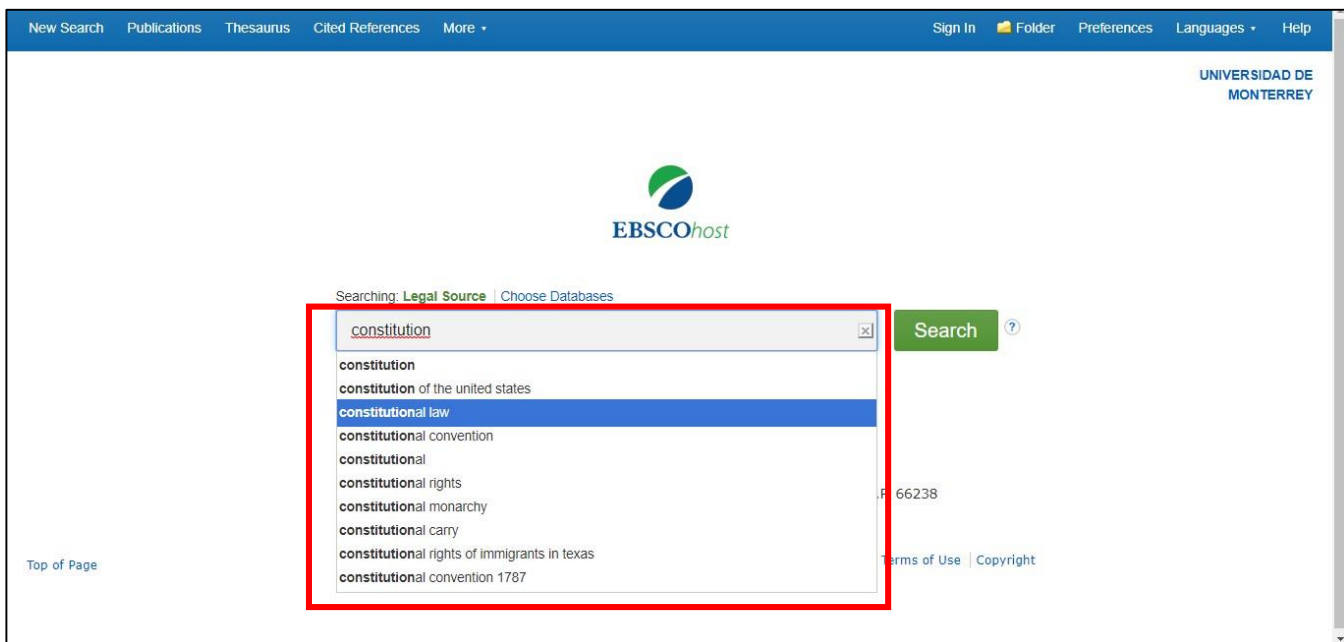 New Search Publications Thesaurus Cited References More Sign In Folder Preferences Languages Help
UNIVERSIDAD DE
MONTERREY
EBSCOhost
Searching: Legal Source Choose Databases
constitution Search ?
constitution
constitution of the united states
constitutional law
constitutional convention
constitutional
constitutional rights
constitutional monarchy
66238
constitutional carry
constitutional rights of immigrants in texas
Top of Page Terms of Use Copyright
constitutional convention 1787